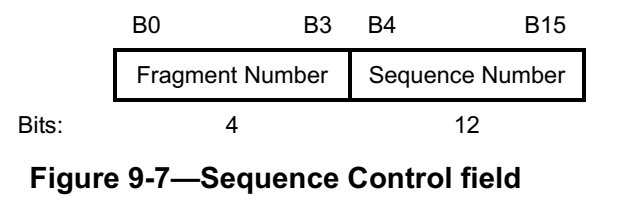 B0 B3 B4 B15
Fragment Number Sequence Number
Bits: 4 12
Figure 9-7—Sequence Control field